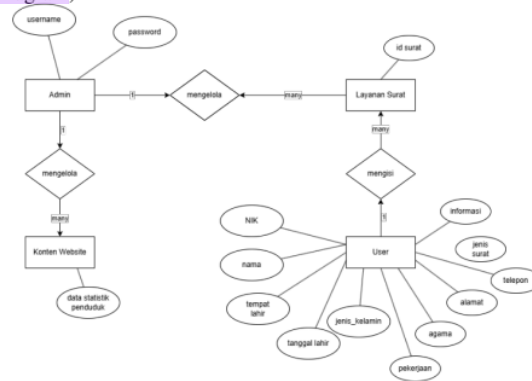 username
password
id surat
Admin
1
mengelola
many
Layanan Surat
1
many
mengelola
mengisi
many
1
informasi
NIK
Konten Website
User
jenis
surat
nama
telepon
data statistik
penduduk
tempat
lahir
alamat
jenis_kelamin
tanggal lahir
agama
pekerjaan